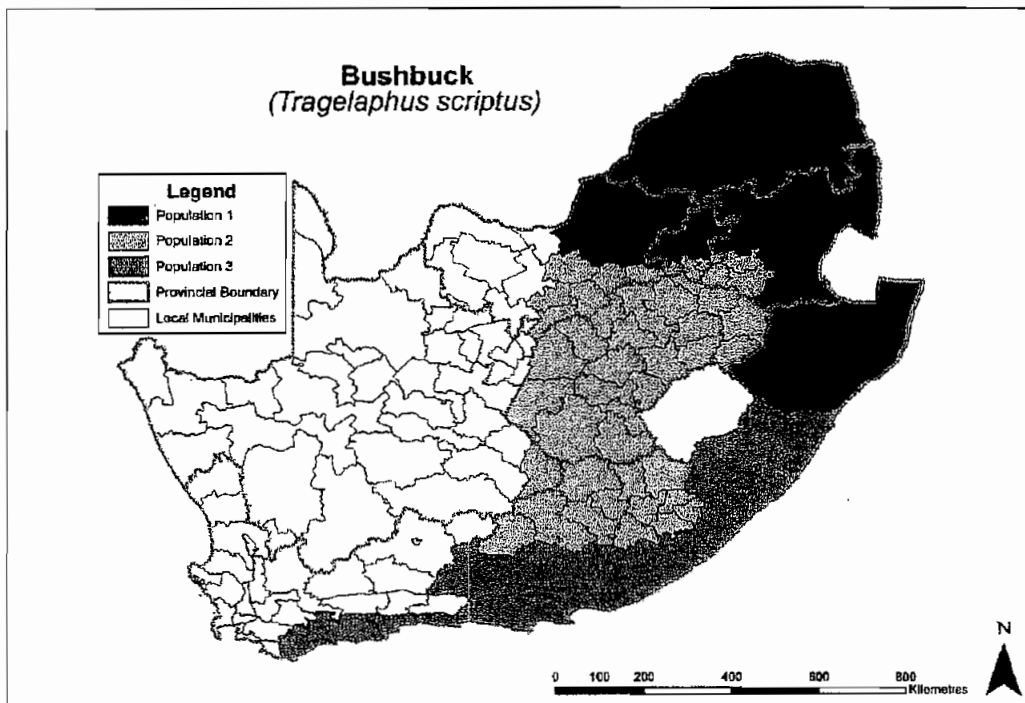 Bushbuck
(Tragelaphus scriptus)
Legend
Population 1
Population 2
Population 3
Provincial Boundary
Local Municipalities
N
0 100 200 400 600 800
Kilometres